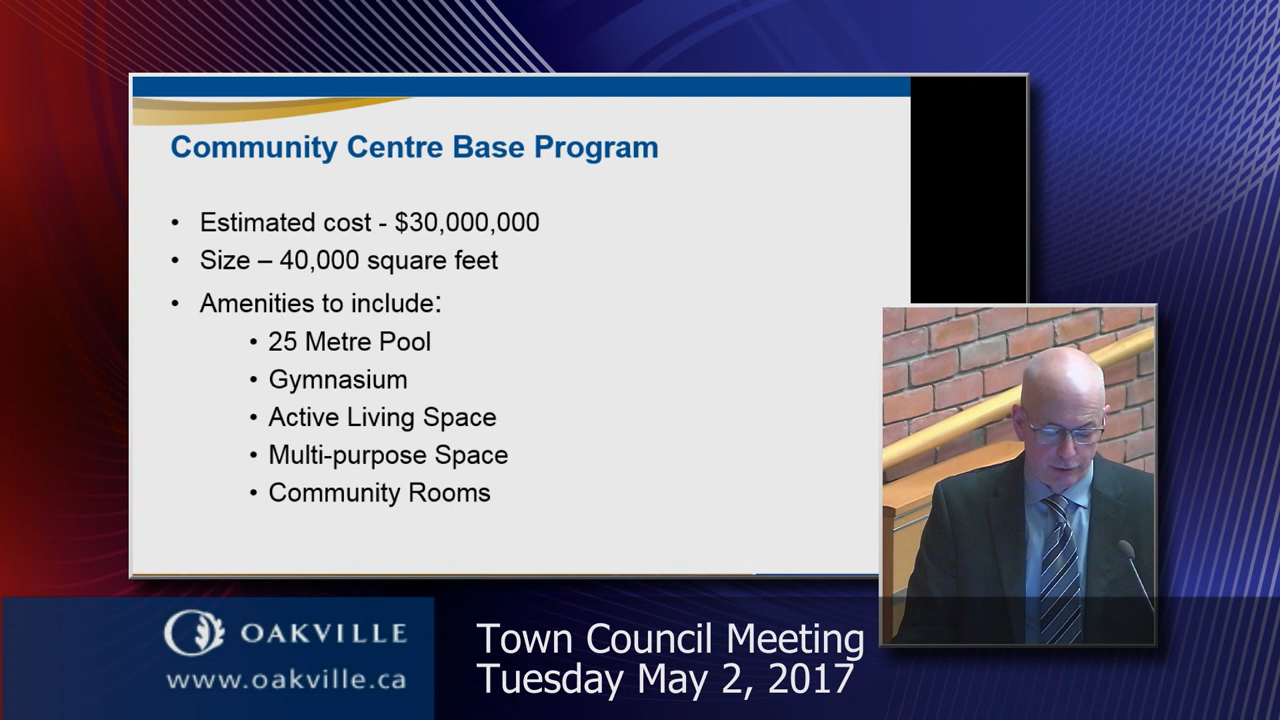 Community Centre Base Program
• Estimated cost - $30,000,000
• Size – 40,000 square feet
• Amenities to include:
• 25 Metre Pool
• Gymnasium
• Active Living Space
• Multi-purpose Space
• Community Rooms
OAKVILLE
www.oakville.ca
Town Council Meeting
Tuesday May 2, 2017